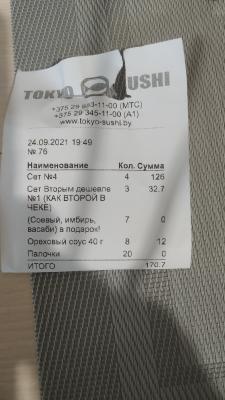 TOKYO SUSHI
+375 29 683-11-00 (МТС)
+375 29 345-11-00 (А1)
www.tokyo-sushi.by
24.09.2021 19:49
№ 76
Наименование Кол. Сумма
Сет №4 4 126
Сет Вторым дешевле 3 32.7
№1 (КАК ВТОРОЙ В
ЧЕКЕ)
(Соевый, имбирь, 7 0
васаби) в подарок!
Ореховый соус 40 г 8 12
Палочки 20 0
ИТОГО 170.7